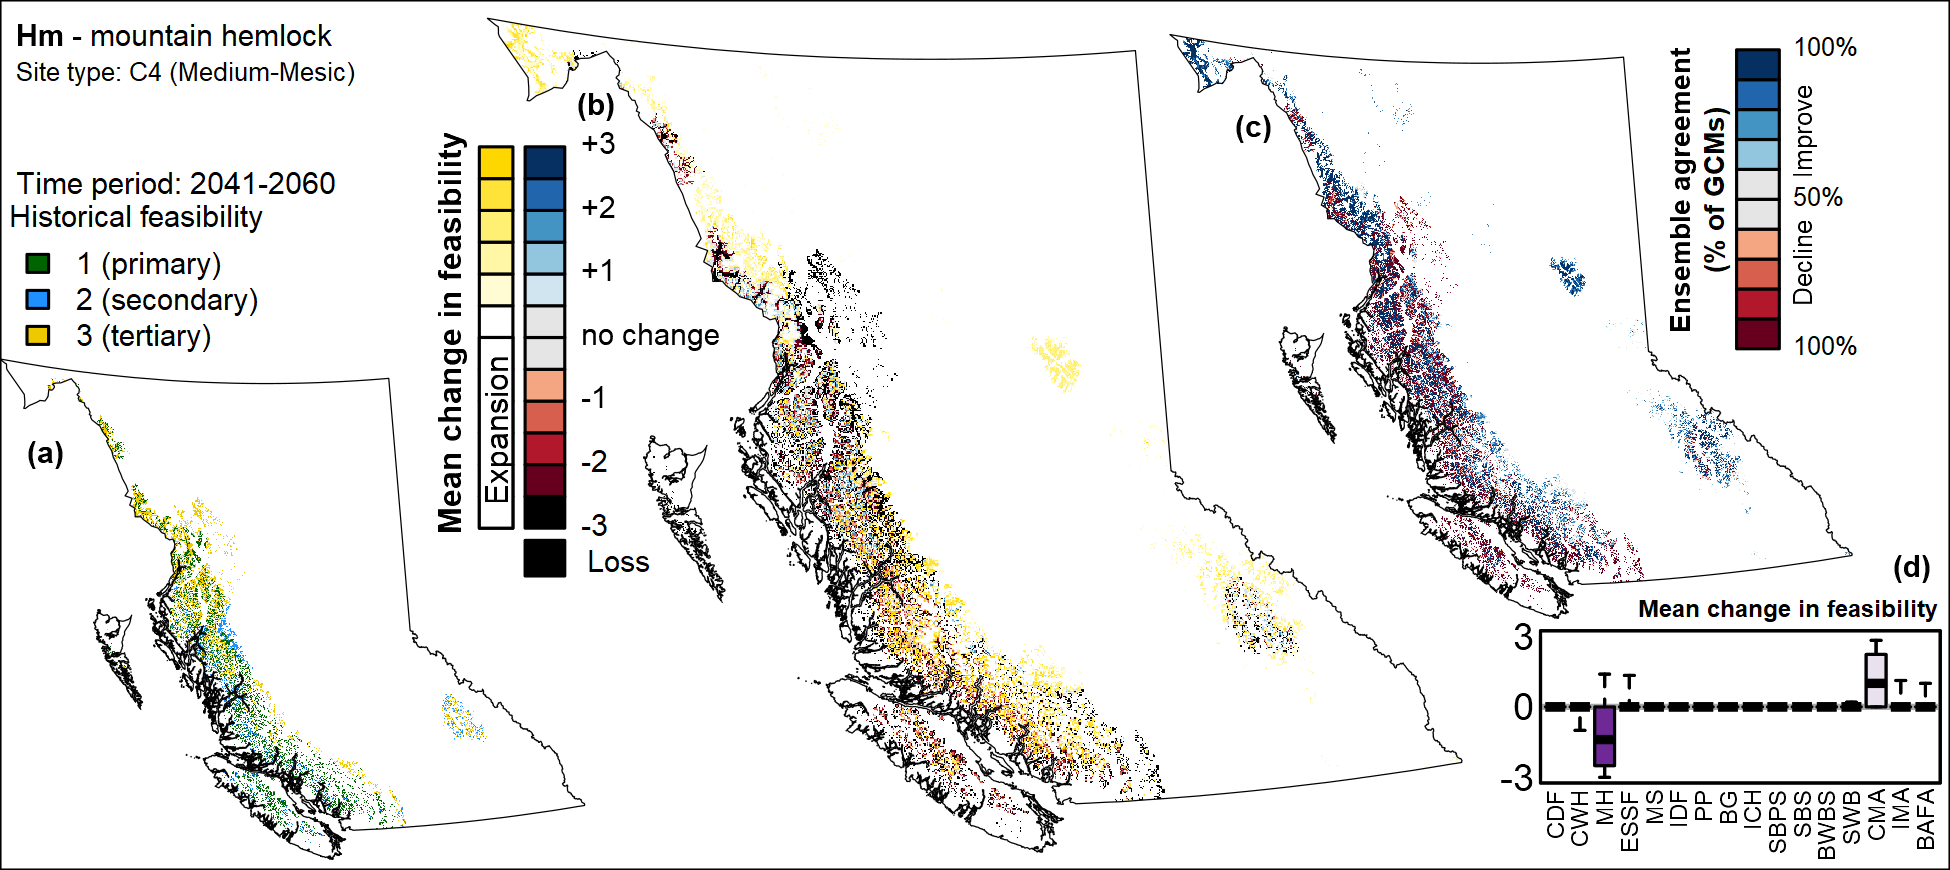 Hm - mountain hemlock
Site type: C4 (Medium-Mesic)
Time period: 2041-2060
Historical feasibility
1 (primary)
2 (secondary)
3 (tertiary)
(a)
(b)
Mean change in feasibility
Expansion
+3
+2
+1
no change
-1
-2
-3
Loss
(c)
Ensemble agreement
(% of GCMs)
100%
Improve
50%
Decline
100%
(d)
Mean change in feasibility
3
0
-3
CDF
CWH
MH
ESSF
MS
IDF
PP
BG
ICH
SBPS
SBS
BWBS
SWB
CMA
IMA
BAFA